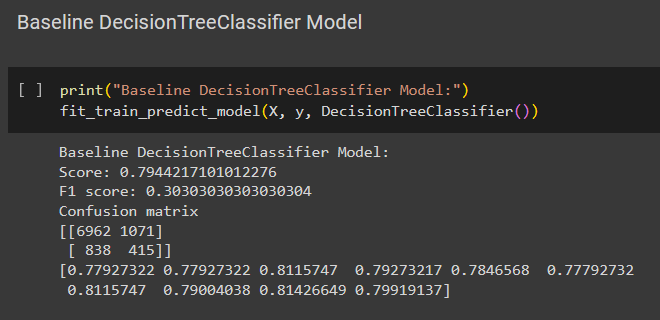 Baseline DecisionTreeClassifier Model
[ ] print("Baseline DecisionTreeClassifier Model:")
fit_train_predict_model(X, y, DecisionTreeClassifier())
Baseline DecisionTreeClassifier Model:
Score: 0.7944217101012276
F1 score: 0.30303030303030304
Confusion matrix
[[6962 1071]
 [ 838  415]]
[0.77927322 0.77927322 0.8115747  0.79273217 0.7846568  0.77792732
 0.8115747  0.79004038 0.81426649 0.79919137]